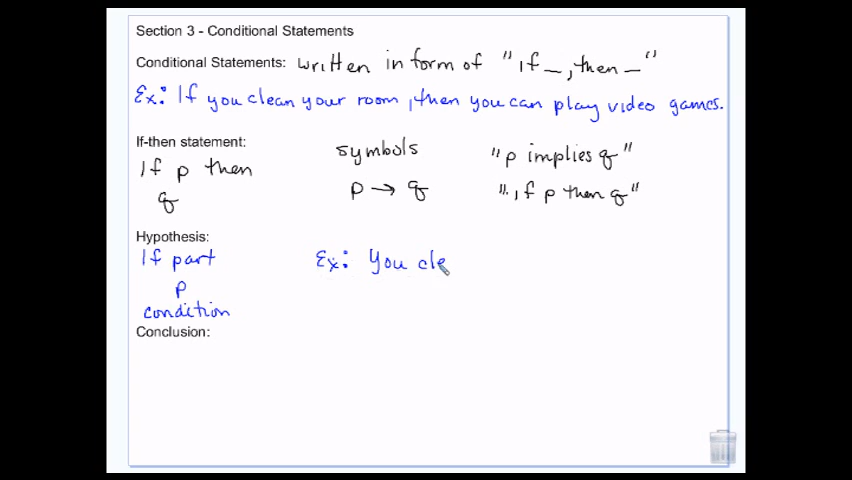 Section 3 - Conditional Statements
Conditional Statements: written in form of "If _, then _"
Ex: If you clean your room, then you can play video games.
If-then statement:
If p then
q
symbols
p → q
"p implies q"
"if p then q"
Hypothesis:
If part
p
condition
Ex: You cle
Conclusion: